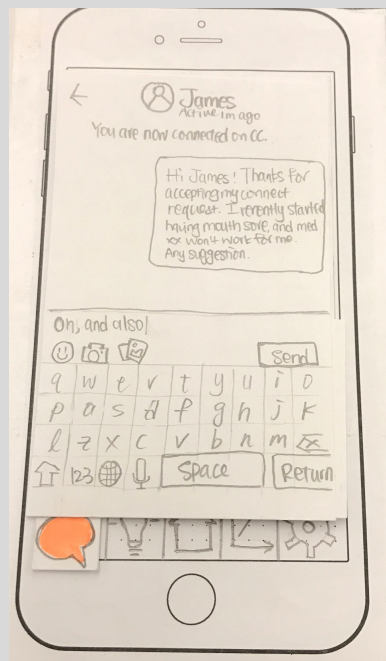 James
Active 1m ago
You are now connected on CC.
Hi James! Thanks for
accepting my connect
request. I recently started
having mouth sore, and med
xx won't work for me.
Any suggestion.
Oh, and also|
Send
q w e r t y u i o
p a s d f g h j k
l z x c v b n m
123 Space Return